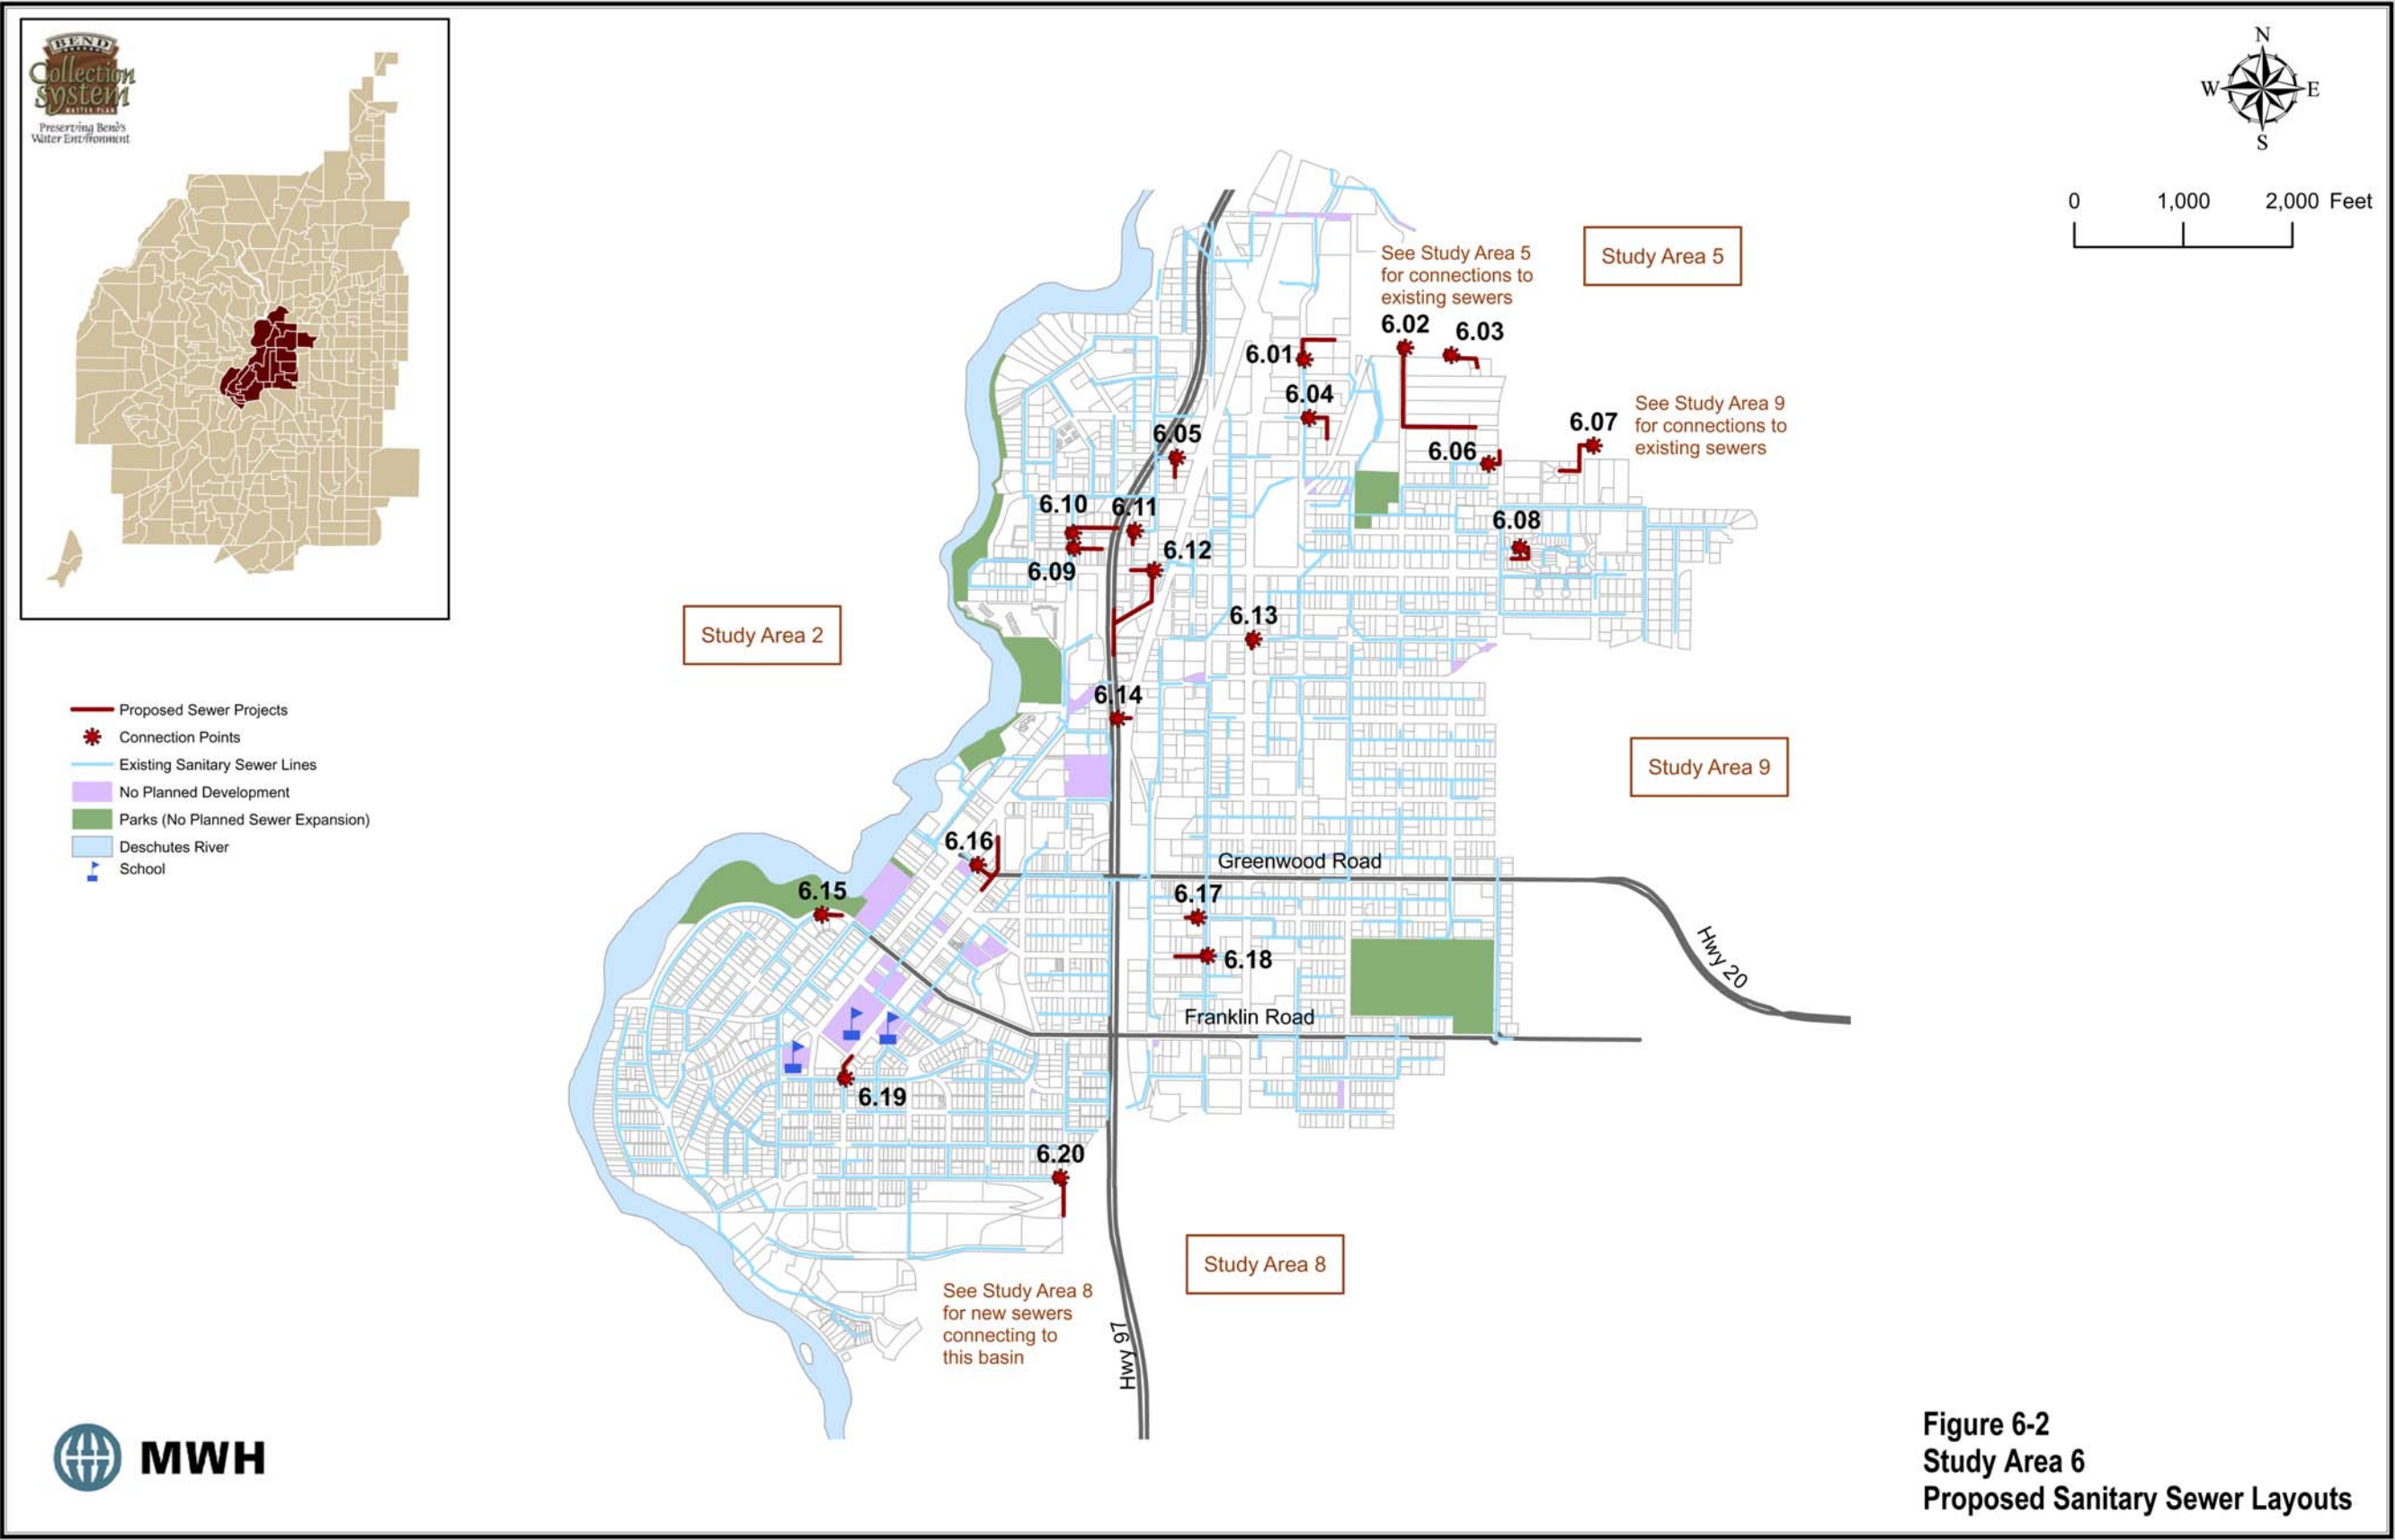 BEND
Collection
System
MASTER PLAN
Preserving Bend's
Water Environment
N
W
E
S
0 1,000 2,000 Feet
See Study Area 5
for connections to
existing sewers
Study Area 5
6.02
6.03
6.01
6.04
See Study Area 9
for connections to
existing sewers
6.07
6.05
6.06
6.10
6.11
6.08
6.12
6.09
6.13
Study Area 2
6.14
Proposed Sewer Projects
Connection Points
Existing Sanitary Sewer Lines
No Planned Development
Parks (No Planned Sewer Expansion)
Deschutes River
School
Study Area 9
6.16
Greenwood Road
6.15
6.17
6.18
Hwy 20
Franklin Road
6.19
6.20
Study Area 8
See Study Area 8
for new sewers
connecting to
this basin
Hwy 97
MWH
Figure 6-2
Study Area 6
Proposed Sanitary Sewer Layouts